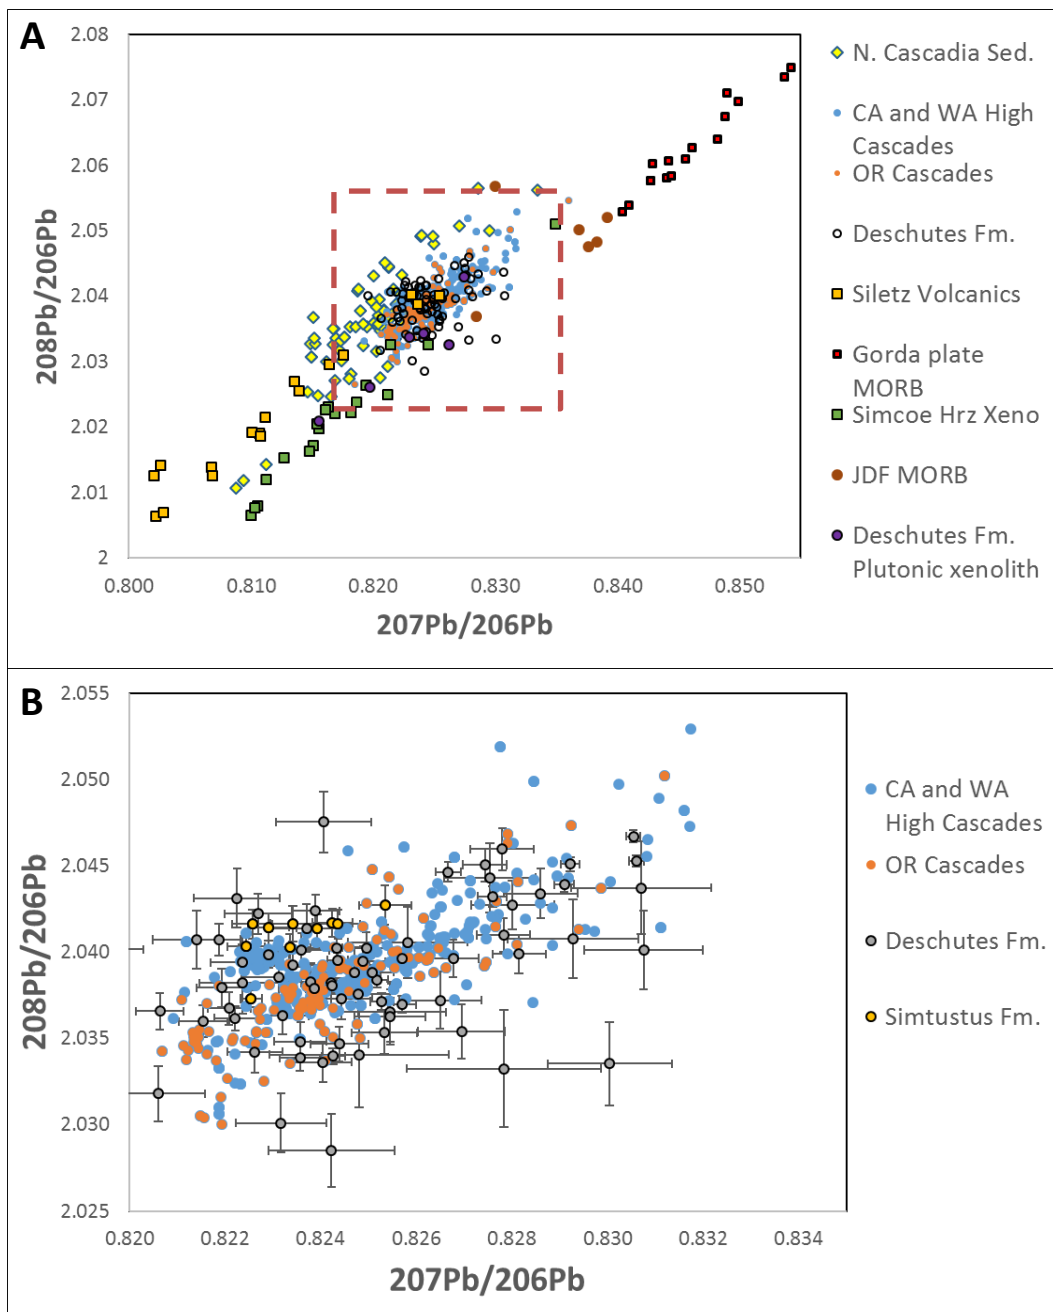 A
2.08
2.07
2.06
2.05
2.04
2.03
2.02
2.01
2
208Pb/206Pb
0.800
0.810
0.820
0.830
0.840
0.850
207Pb/206Pb
N. Cascadia Sed.
CA and WA High
Cascades
OR Cascades
Deschutes Fm.
Siletz Volcanics
Gorda plate
MORB
Simcoe Hrz Xeno
JDF MORB
Deschutes Fm.
Plutonic xenolith
B
2.055
2.050
2.045
2.040
2.035
2.030
2.025
208Pb/206Pb
0.820
0.822
0.824
0.826
0.828
0.830
0.832
0.834
207Pb/206Pb
CA and WA
High Cascades
OR Cascades
Deschutes Fm.
Simtustus Fm.